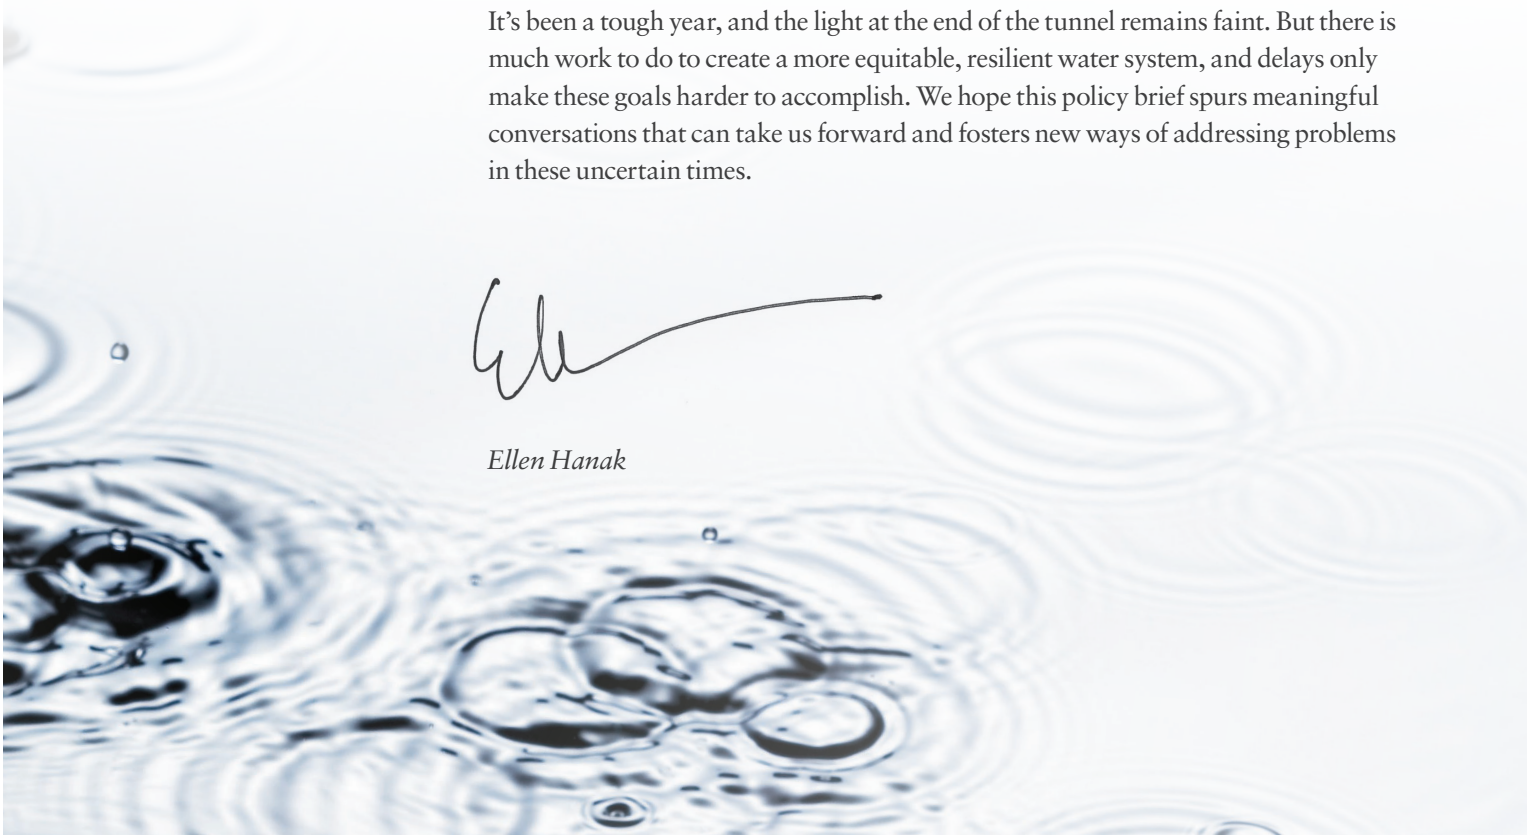 It’s been a tough year, and the light at the end of the tunnel remains faint. But there is
much work to do to create a more equitable, resilient water system, and delays only
make these goals harder to accomplish. We hope this policy brief spurs meaningful
conversations that can take us forward and fosters new ways of addressing problems
in these uncertain times.
Ellen
Ellen Hanak